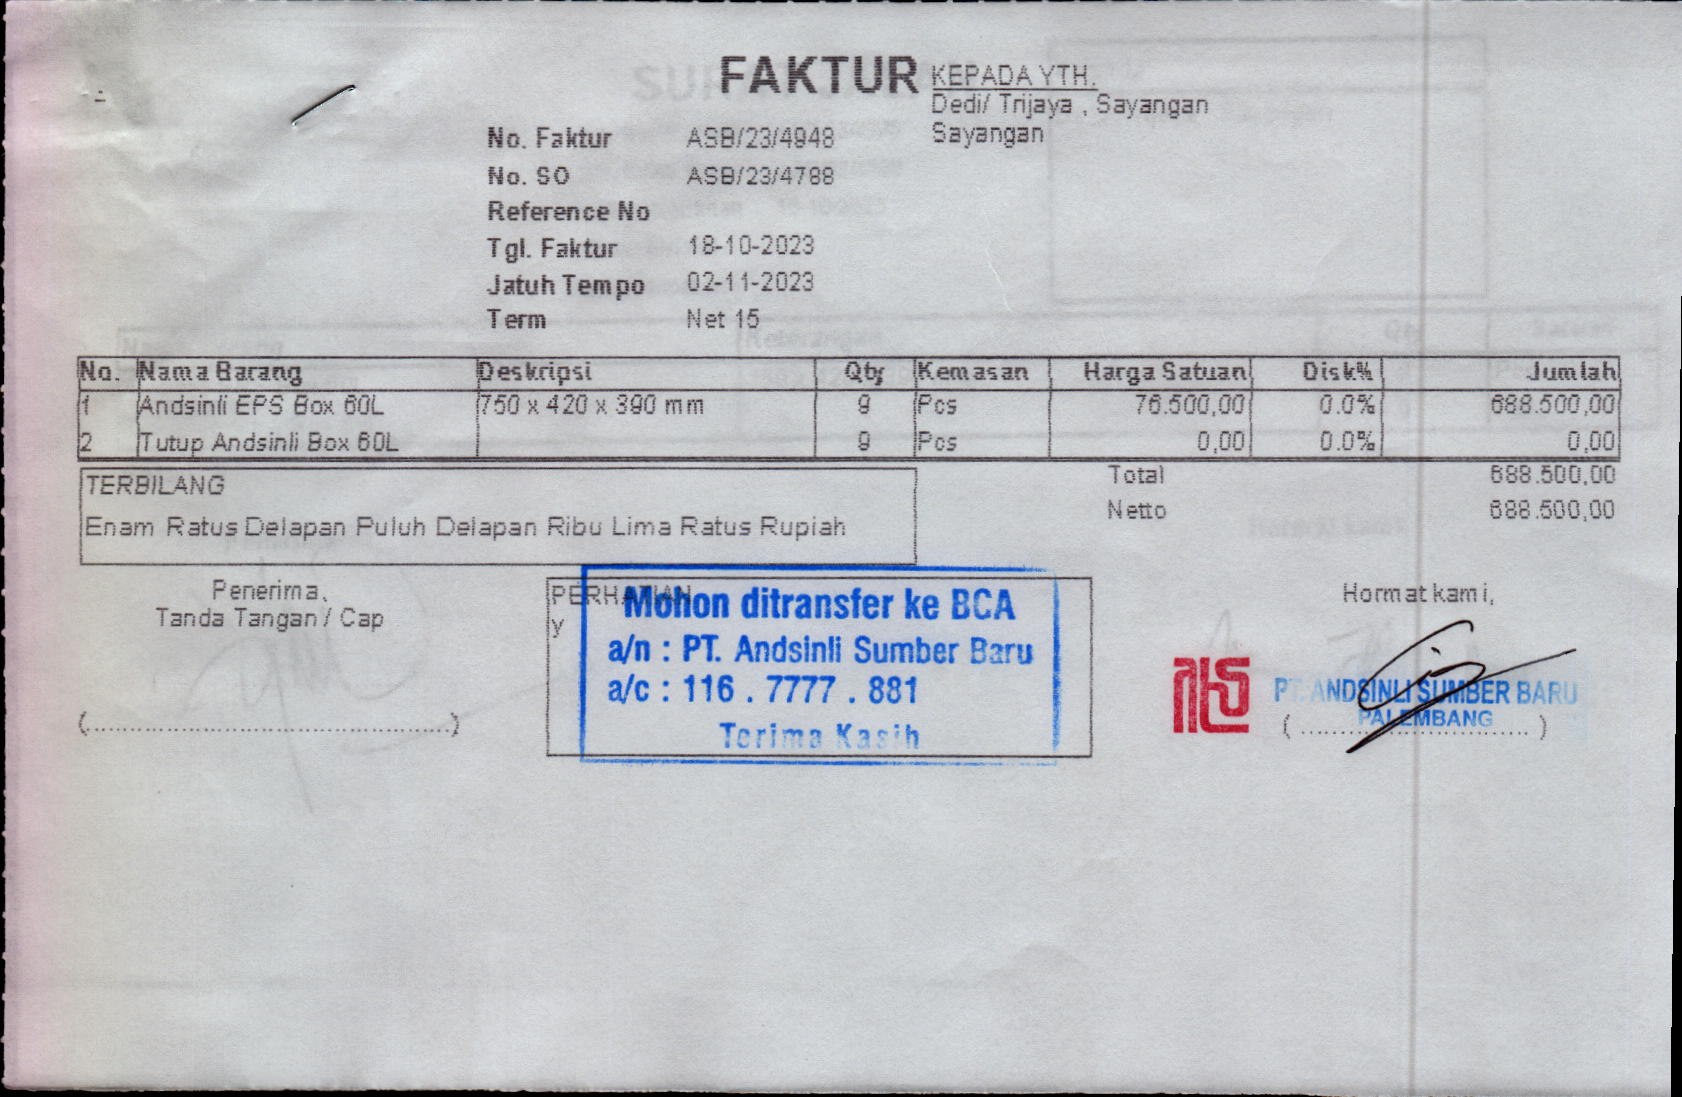 FAKTUR
KEPADA YTH.
Dedi/ Trijaya , Sayangan
Sayangan
No. Faktur ASB/23/4948
No. SO ASB/23/4788
Reference No
Tgl. Faktur 18-10-2023
Jatuh Tempo 02-11-2023
Term Net 15
No. Nama Barang Deskripsi Qty Kemasan Harga Satuan Disk% Jumlah
1 Andsinli EPS Box 60L 750 x 420 x 390 mm 9 Pcs 76.500,00 0.0% 688.500,00
2 Tutup Andsinli Box 60L 9 Pcs 0,00 0.0% 0,00
Total 688.500,00
Netto 688.500,00
TERBILANG
Enam Ratus Delapan Puluh Delapan Ribu Lima Ratus Rupiah
Penerima,
Tanda Tangan / Cap
(............................................)
PERHATIAN
y
Mohon ditransfer ke BCA
a/n : PT. Andsinli Sumber Baru
a/c : 116 . 7777 . 881
Terima Kasih
Hormat kami,
PT. ANDSINLI SUMBER BARU
PALEMBANG
(............................)